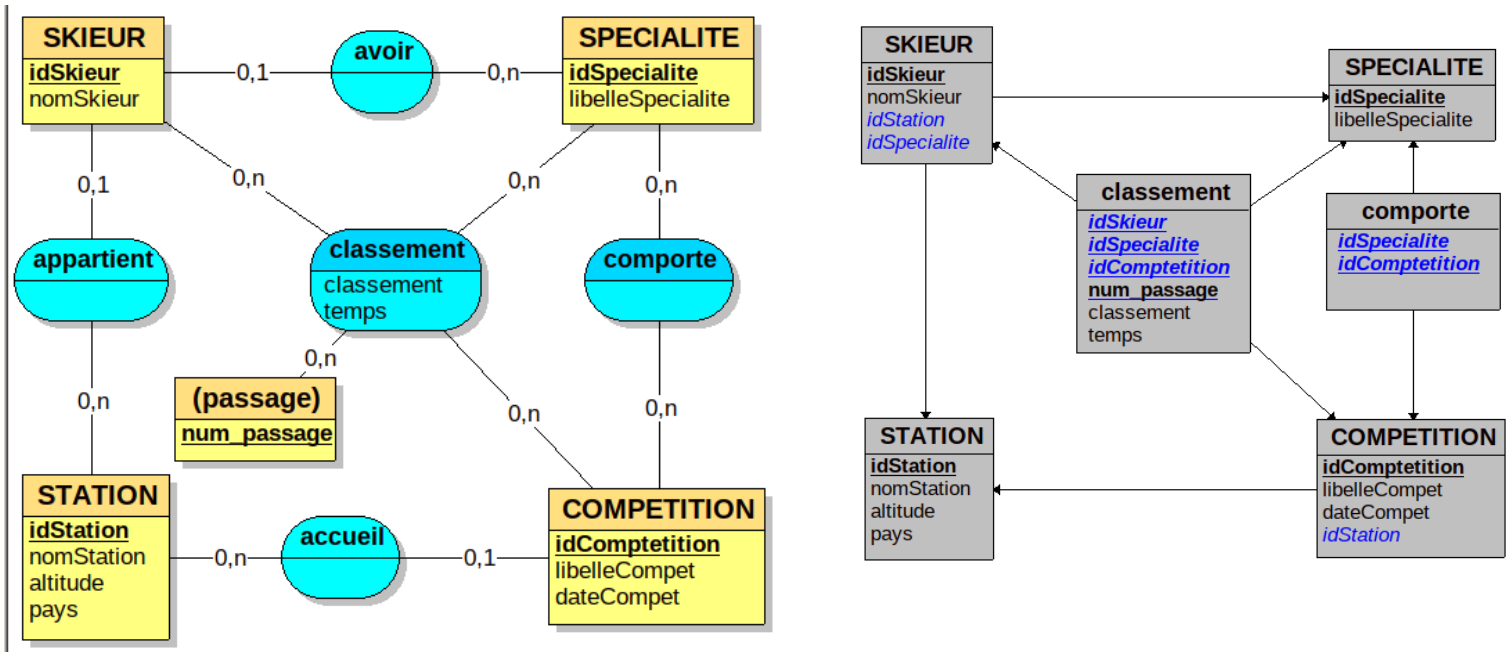 SKIEUR
idSkieur
nomSkieur
0,1
avoir
0,n
SPECIALITE
idSpecialite
libelleSpecialite
0,1
0,n
0,n
0,n
appartient
classement
classement
temps
comporte
0,n
0,n
(passage)
num_passage
0,n
0,n
STATION
idStation
nomStation
altitude
pays
0,n
accueil
0,1
COMPETITION
idComptetition
libelleCompet
dateCompet
SKIEUR
idSkieur
nomSkieur
idStation
idSpecialite
SPECIALITE
idSpecialite
libelleSpecialite
classement
idSkieur
idSpecialite
idComptetition
num_passage
classement
temps
comporte
idSpecialite
idComptetition
STATION
idStation
nomStation
altitude
pays
COMPETITION
idComptetition
libelleCompet
dateCompet
idStation